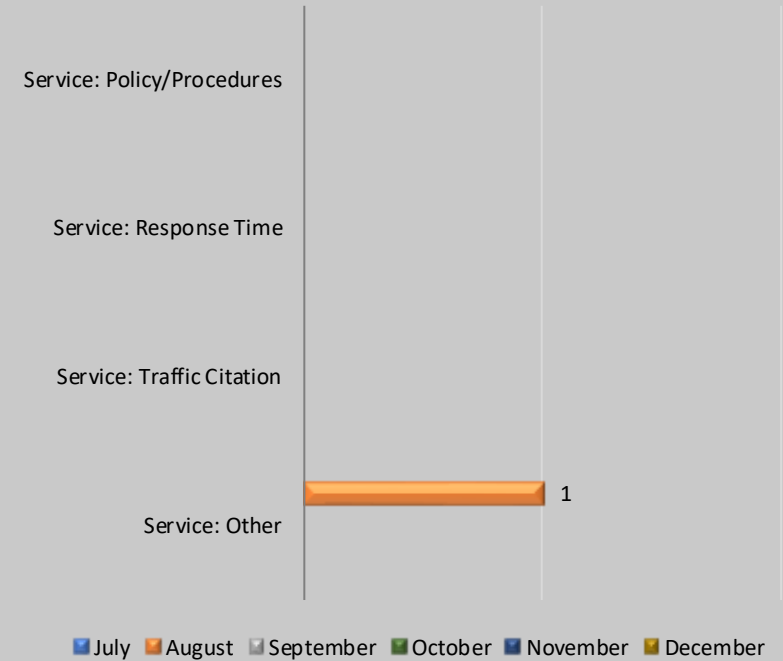 Service: Policy/Procedures
Service: Response Time
Service: Traffic Citation
1
Service: Other
July August September October November December